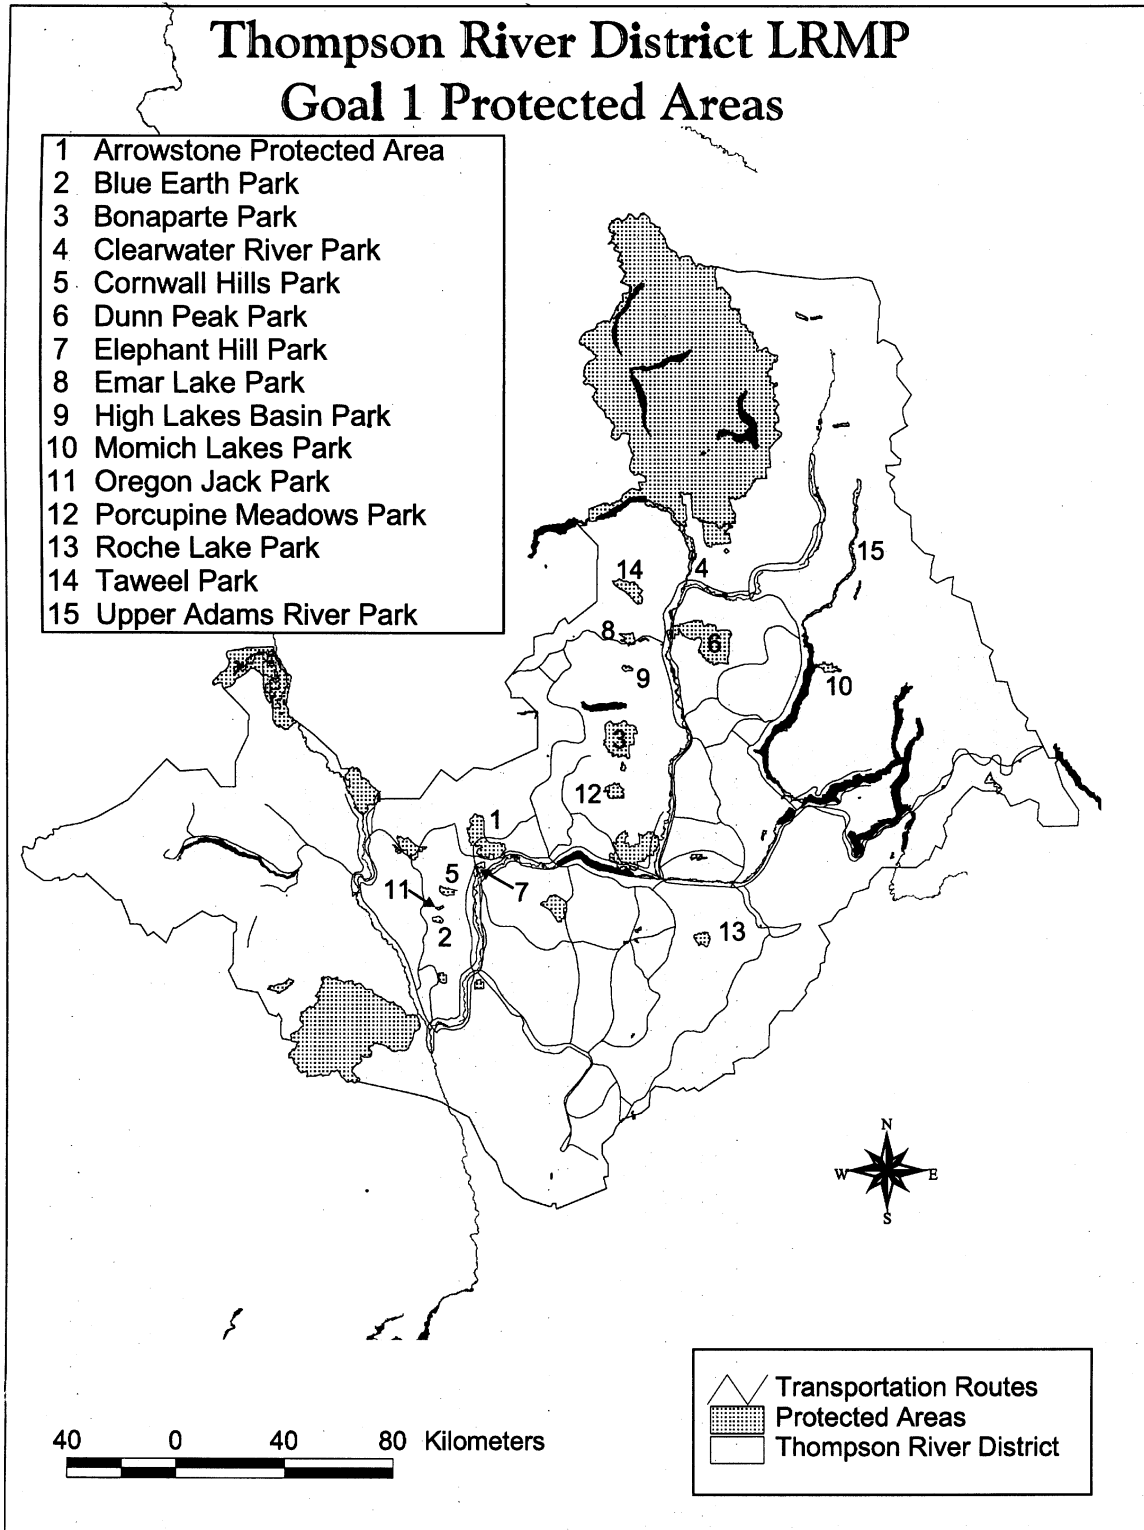 Thompson River District LRMP
Goal 1 Protected Areas
1 Arrowstone Protected Area
2 Blue Earth Park
3 Bonaparte Park
4 Clearwater River Park
5 Cornwall Hills Park
6 Dunn Peak Park
7 Elephant Hill Park
8 Emar Lake Park
9 High Lakes Basin Park
10 Momich Lakes Park
11 Oregon Jack Park
12 Porcupine Meadows Park
13 Roche Lake Park
14 Taweel Park
15 Upper Adams River Park
15
14
4
8
6
9
10
3
12
1
5
11
7
2
13
N
W E
S
Transportation Routes
Protected Areas
Thompson River District
40 0 40 80 Kilometers